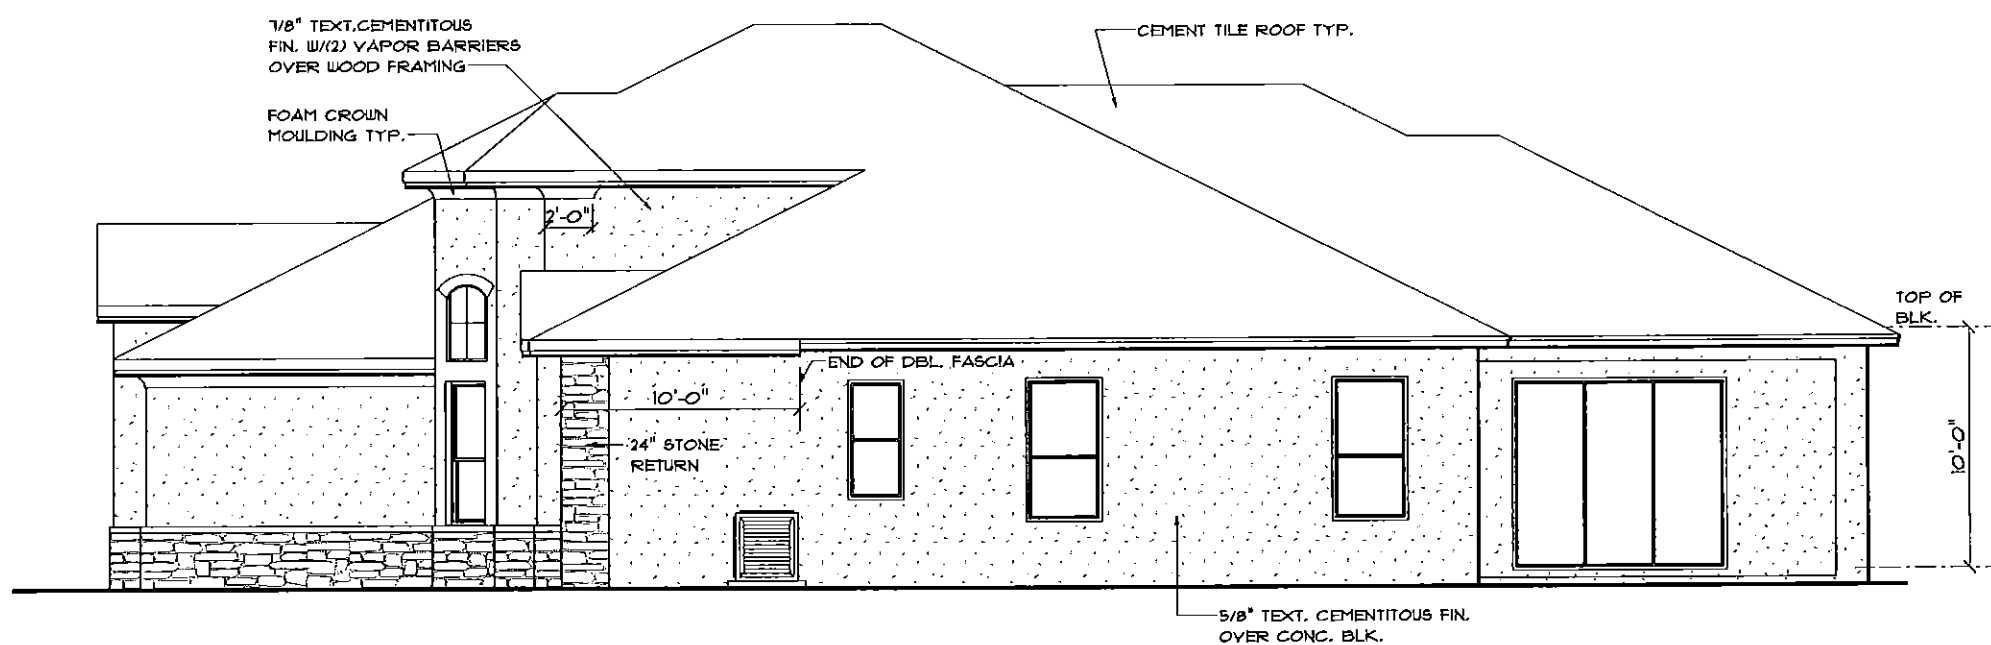 7/8" TEXT.CEMENTITOUS
FIN. W/(2) VAPOR BARRIERS
OVER WOOD FRAMING
FOAM CROWN
MOULDING TYP.
CEMENT TILE ROOF TYP.
2'-0"
TOP OF
BLK.
END OF DBL. FASCIA
10'-0"
24" STONE
RETURN
10'-0"
5/8" TEXT. CEMENTITOUS FIN.
OVER CONC. BLK.